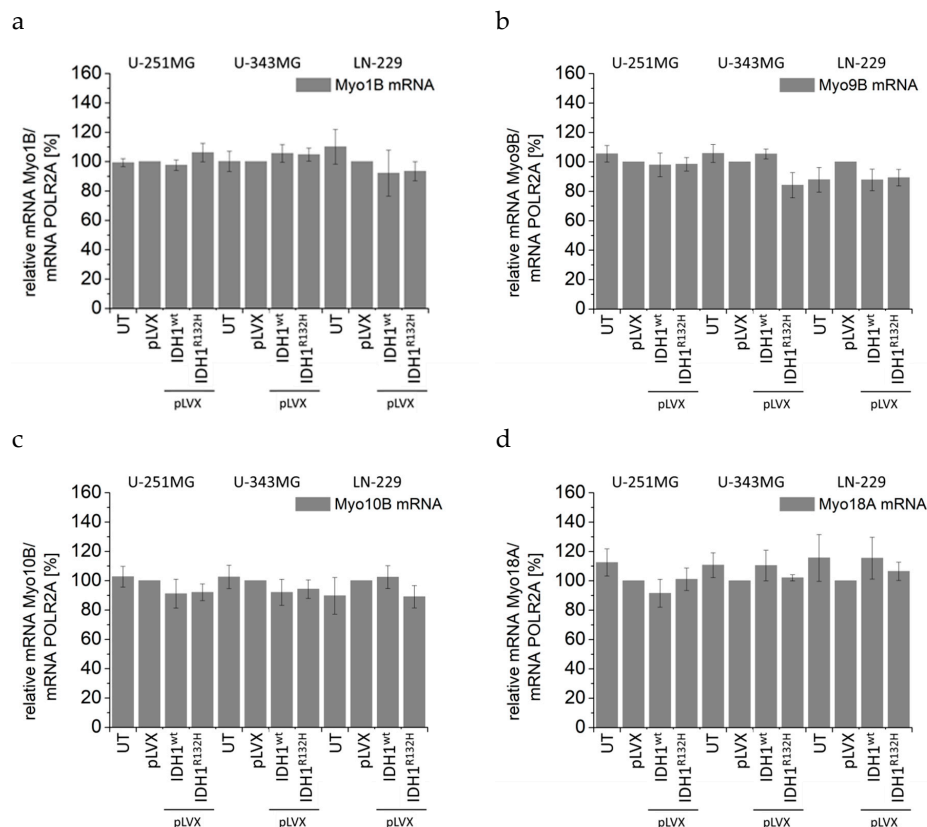 a
U-251MG U-343MG LN-229
Myo1B mRNA
relative mRNA Myo1B/
mRNA POLR2A [%]
160
140
120
100
80
60
40
20
0
UT
pLVX
IDH1wt
IDH1R132H
UT
pLVX
IDH1wt
IDH1R132H
UT
pLVX
IDH1wt
IDH1R132H
pLVX pLVX pLVX
b
U-251MG U-343MG LN-229
Myo9B mRNA
relative mRNA Myo9B/
mRNA POLR2A [%]
160
140
120
100
80
60
40
20
0
UT
pLVX
IDH1wt
IDH1R132H
UT
pLVX
IDH1wt
IDH1R132H
UT
pLVX
IDH1wt
IDH1R132H
pLVX pLVX pLVX
c
U-251MG U-343MG LN-229
Myo10B mRNA
relative mRNA Myo10B/
mRNA POLR2A [%]
160
140
120
100
80
60
40
20
0
UT
pLVX
IDH1wt
IDH1R132H
UT
pLVX
IDH1wt
IDH1R132H
UT
pLVX
IDH1wt
IDH1R132H
pLVX pLVX pLVX
d
U-251MG U-343MG LN-229
Myo18A mRNA
relative mRNA Myo18A/
mRNA POLR2A [%]
160
140
120
100
80
60
40
20
0
UT
pLVX
IDH1wt
IDH1R132H
UT
pLVX
IDH1wt
IDH1R132H
UT
pLVX
IDH1wt
IDH1R132H
pLVX pLVX pLVX